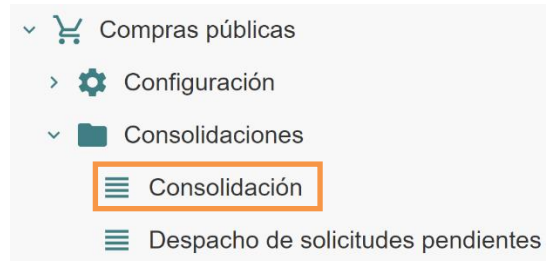 Compras públicas
Configuración
Consolidaciones
Consolidación
Despacho de solicitudes pendientes